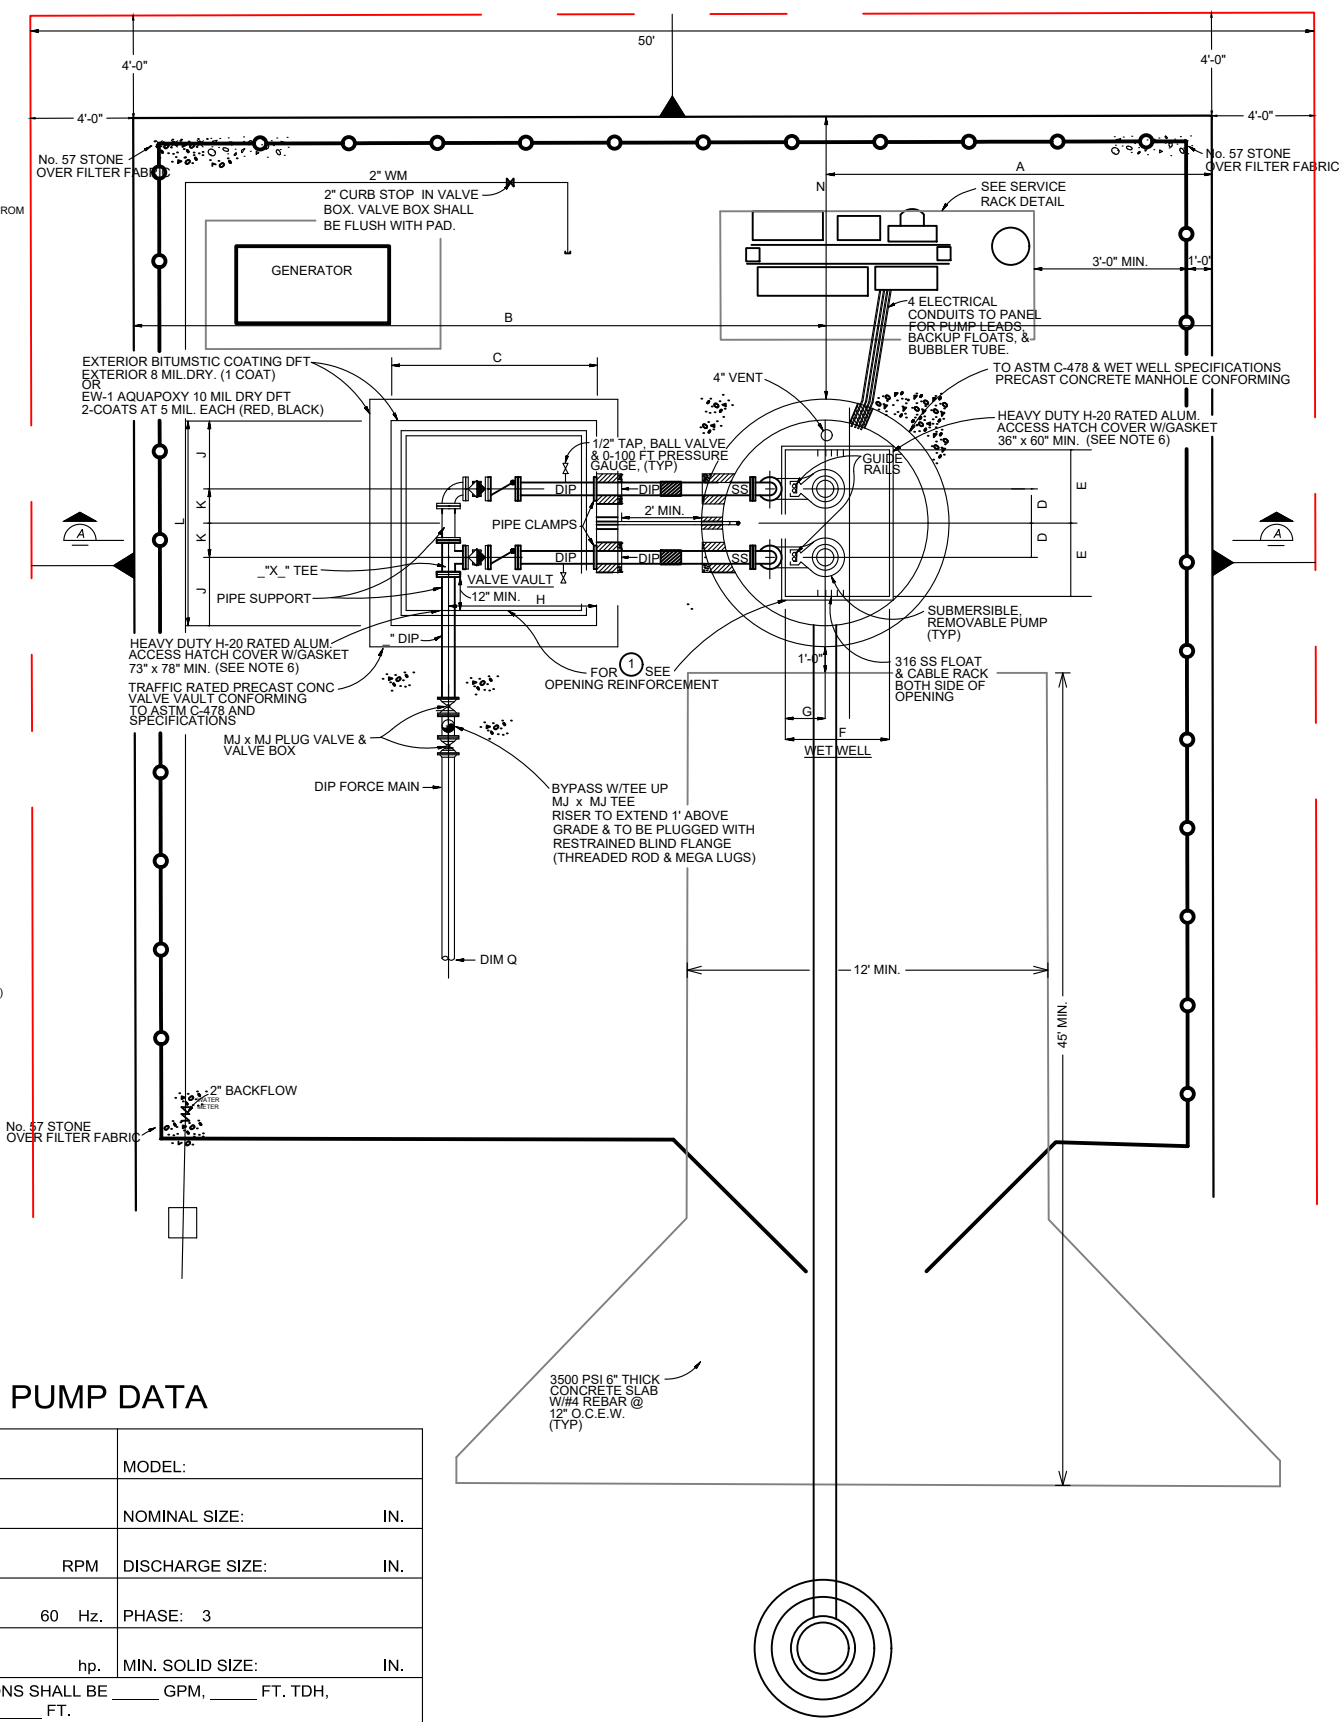 50'
4'-0"
4'-0"
4'-0"
4'-0"
No. 57 STONE
OVER FILTER FABRIC
No. 57 STONE
OVER FILTER FABRIC
A
N
2" WM
2" CURB STOP IN VALVE
BOX. VALVE BOX SHALL
BE FLUSH WITH PAD.
SEE SERVICE
RACK DETAIL
ROM
GENERATOR
3'-0" MIN.
1'-0"
4 ELECTRICAL
CONDUITS TO PANEL
FOR PUMP LEADS,
BACKUP FLOATS, &
BUBBLER TUBE.
B
C
EXTERIOR BITUMSTIC COATING DFT
EXTERIOR 8 MIL.DRY. (1 COAT)
OR
EW-1 AQUAPOXY 10 MIL DRY DFT
2-COATS AT 5 MIL. EACH (RED, BLACK)
4" VENT
TO ASTM C-478 & WET WELL SPECIFICATIONS
PRECAST CONCRETE MANHOLE CONFORMING
HEAVY DUTY H-20 RATED ALUM.
ACCESS HATCH COVER W/GASKET
36" x 60" MIN. (SEE NOTE 6)
1/2" TAP, BALL VALVE
& 0-100 FT PRESSURE
GAUGE, (TYP)
GUIDE
RAILS
J
K
L
K
J
DIP
DIP
SS
2' MIN.
PIPE CLAMPS
D
E
D
E
A
A
DIP
DIP
SS
_"X_" TEE
VALVE VAULT
12" MIN.
H
PIPE SUPPORT
SUBMERSIBLE,
REMOVABLE PUMP
(TYP)
_" DIP
HEAVY DUTY H-20 RATED ALUM.
ACCESS HATCH COVER W/GASKET
73" x 78" MIN. (SEE NOTE 6)
FOR 1 SEE
OPENING REINFORCEMENT
1'-0"
316 SS FLOAT
& CABLE RACK
BOTH SIDE OF
OPENING
TRAFFIC RATED PRECAST CONC
VALVE VAULT CONFORMING
TO ASTM C-478 AND
SPECIFICATIONS
G
F
WET WELL
MJ x MJ PLUG VALVE &
VALVE BOX
DIP FORCE MAIN
BYPASS W/TEE UP
MJ x MJ TEE
RISER TO EXTEND 1' ABOVE
GRADE & TO BE PLUGGED WITH
RESTRAINED BLIND FLANGE
(THREADED ROD & MEGA LUGS)
DIM Q
12' MIN.
)
45' MIN.
2" BACKFLOW
WATER
METER
No. 57 STONE
OVER FILTER FABRIC
3500 PSI 6" THICK
CONCRETE SLAB
W/#4 REBAR @
12" O.C.E.W.
(TYP)
PUMP DATA
MODEL:
NOMINAL SIZE: IN.
RPM DISCHARGE SIZE: IN.
60 Hz. PHASE: 3
hp. MIN. SOLID SIZE: IN.
NS SHALL BE _____ GPM, _____ FT. TDH,
_____ FT.